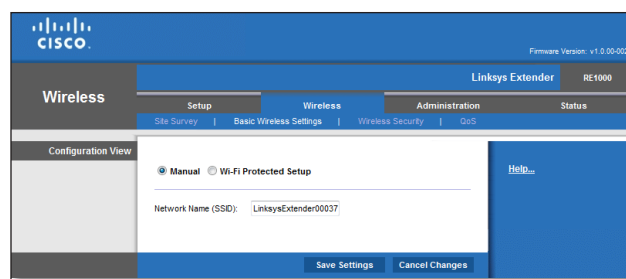 CISCO.
Firmware Version: v1.0.00-002
Linksys Extender RE1000
Wireless
Setup Wireless Administration Status
Site Survey | Basic Wireless Settings | Wireless Security | QoS
Configuration View
Manual Wi-Fi Protected Setup
Help...
Network Name (SSID): LinksysExtender00037
Save Settings Cancel Changes